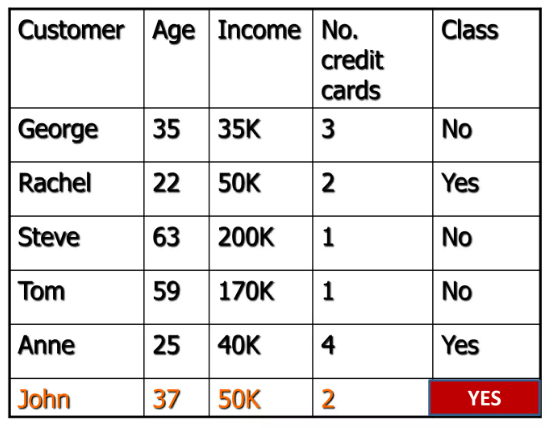 Customer Age Income No. credit cards Class
George 35 35K 3 No
Rachel 22 50K 2 Yes
Steve 63 200K 1 No
Tom 59 170K 1 No
Anne 25 40K 4 Yes
John 37 50K 2 YES